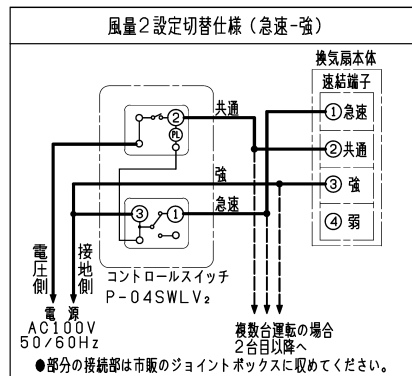 風量2設定切替仕様（急速-強）
換気扇本体
速結端子
①急速
②共通
③ 強
④ 弱
共通
②
PL
強
急速
③
①
コントロールスイッチ
P-04SWLV₂
電圧側
接地側
電 源
AC100V
50/60Hz
複数台運転の場合
2台目以降へ
●部分の接続部は市販のジョイントボックスに収めてください。